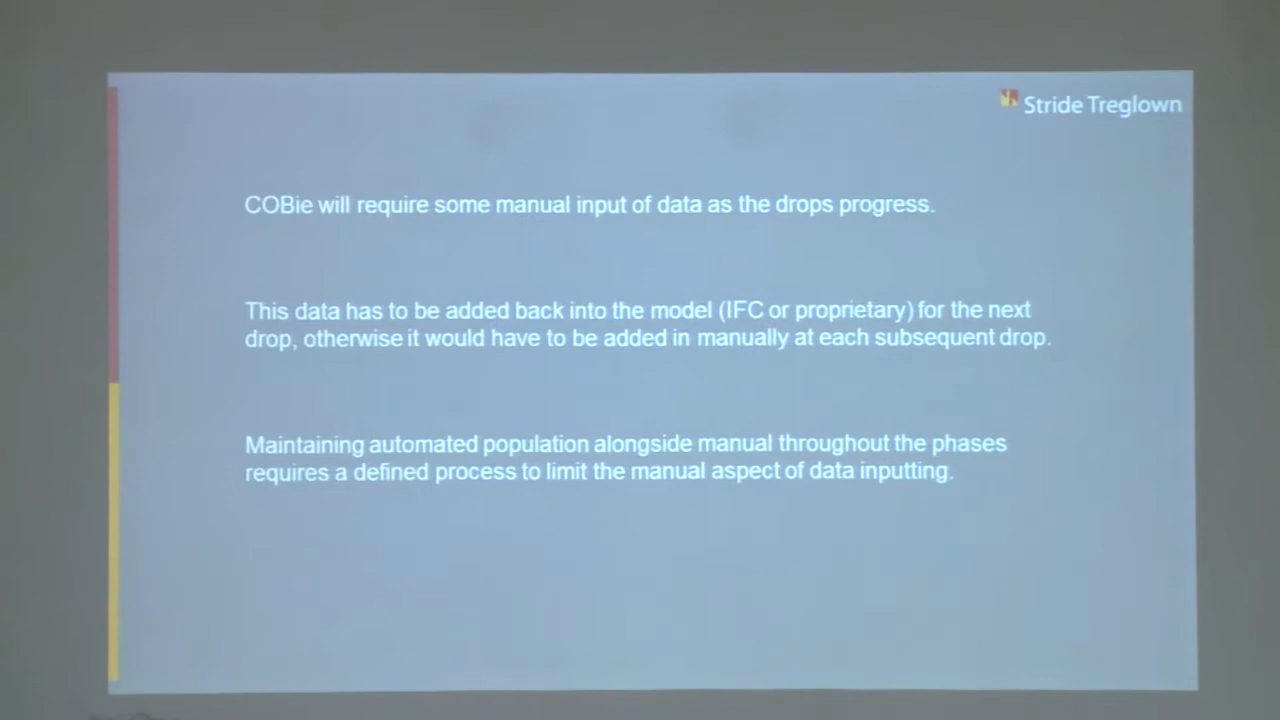 Stride Treglown
COBie will require some manual input of data as the drops progress.
This data has to be added back into the model (IFC or proprietary) for the next
drop, otherwise it would have to be added in manually at each subsequent drop.
Maintaining automated population alongside manual throughout the phases
requires a defined process to limit the manual aspect of data inputting.